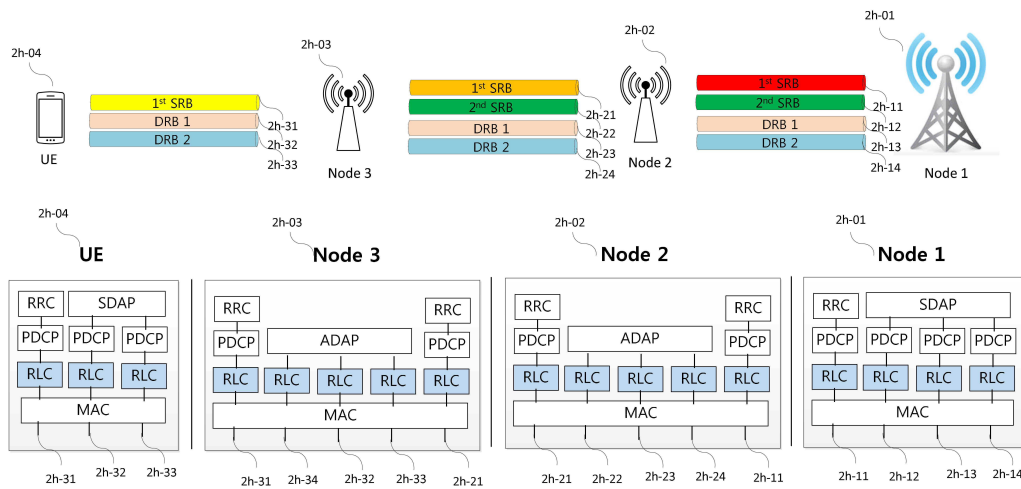 2h-04
2h-03
2h-02
2h-01
1st SRB
DRB 1
DRB 2
2h-31
2h-32
2h-33
1st SRB
2nd SRB
DRB 1
DRB 2
2h-21
2h-22
2h-23
2h-24
1st SRB
2nd SRB
DRB 1
DRB 2
2h-11
2h-12
2h-13
2h-14
UE
Node 3
Node 2
Node 1
2h-04
2h-03
2h-02
2h-01
UE
Node 3
Node 2
Node 1
RRC SDAP
PDCP PDCP PDCP
RLC RLC RLC
MAC
2h-31 2h-32 2h-33
RRC RRC
PDCP ADAP PDCP
RLC RLC RLC RLC RLC
MAC
2h-31 2h-34 2h-32 2h-33 2h-21
RRC RRC
PDCP ADAP PDCP
RLC RLC RLC RLC RLC
MAC
2h-21 2h-22 2h-23 2h-24 2h-11
RRC SDAP
PDCP PDCP PDCP PDCP
RLC RLC RLC RLC
MAC
2h-11 2h-12 2h-13 2h-14